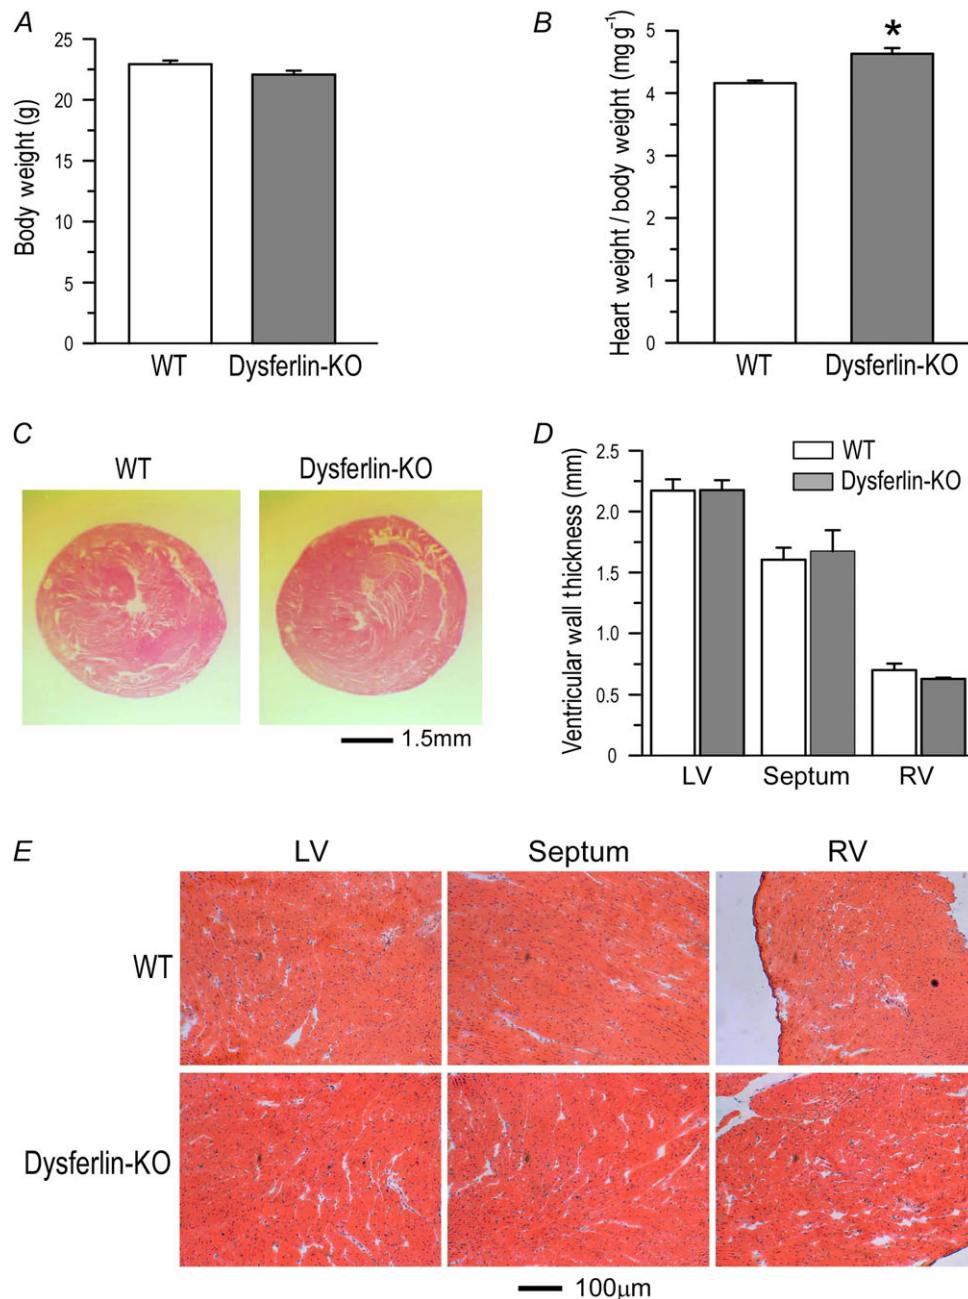 A
Body weight (g)
25
20
15
10
5
0
WT
Dysferlin-KO
B
Heart weight / body weight (mg g⁻¹)
*
5
4
3
2
1
0
WT
Dysferlin-KO
C
WT
Dysferlin-KO
1.5mm
D
Ventricular wall thickness (mm)
WT
Dysferlin-KO
2.5
2.0
1.5
1.0
0.5
0
LV
Septum
RV
E
LV
Septum
RV
WT
Dysferlin-KO
100μm